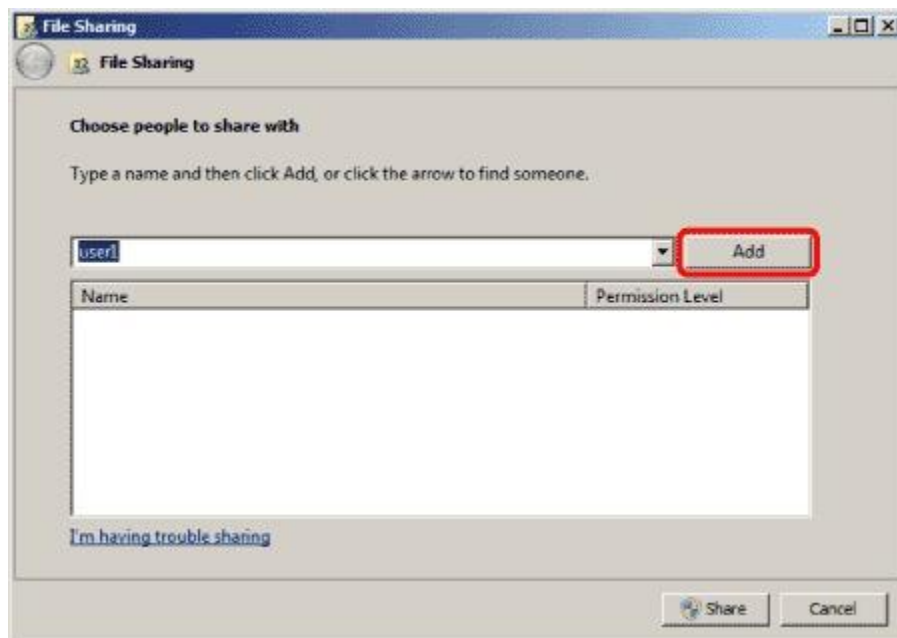 File Sharing
File Sharing
Choose people to share with
Type a name and then click Add, or click the arrow to find someone.
user1 Add
Name Permission Level
I'm having trouble sharing
Share Cancel